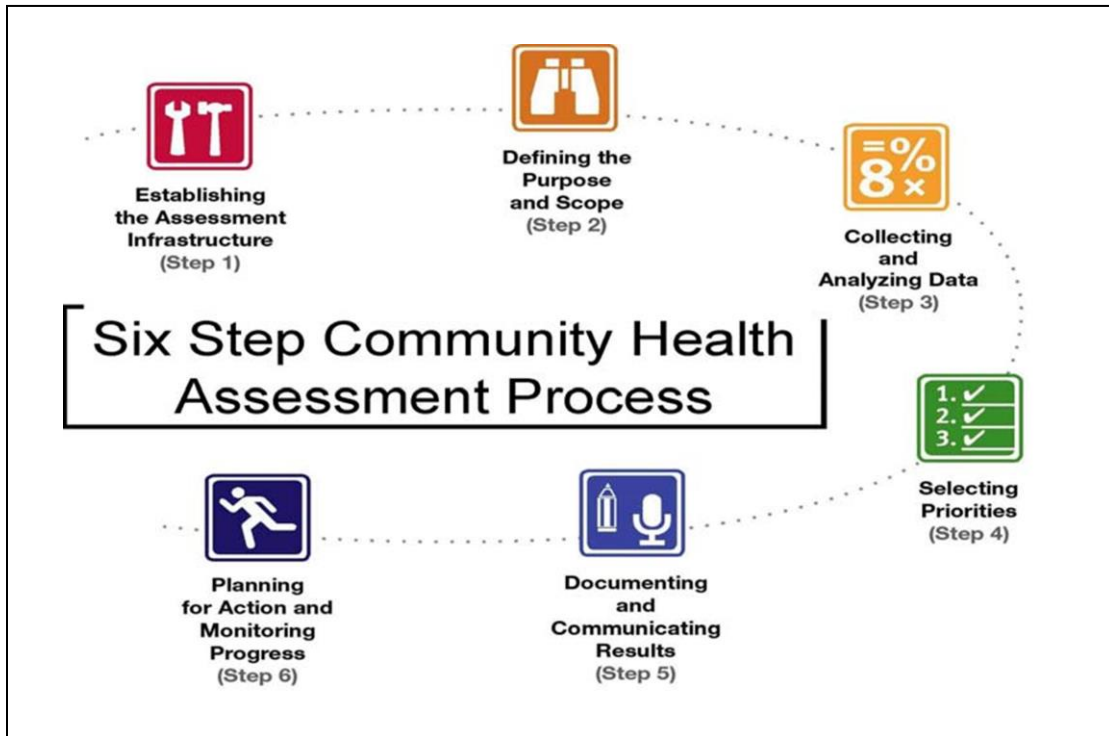 Establishing
the Assessment
Infrastructure
(Step 1)
Defining the
Purpose
and Scope
(Step 2)
=%
8×
Collecting
and
Analyzing Data
(Step 3)
Six Step Community Health
Assessment Process
1. ✓
2. ✓
3. ✓
Selecting
Priorities
(Step 4)
Documenting
and
Communicating
Results
(Step 5)
Planning
for Action and
Monitoring
Progress
(Step 6)